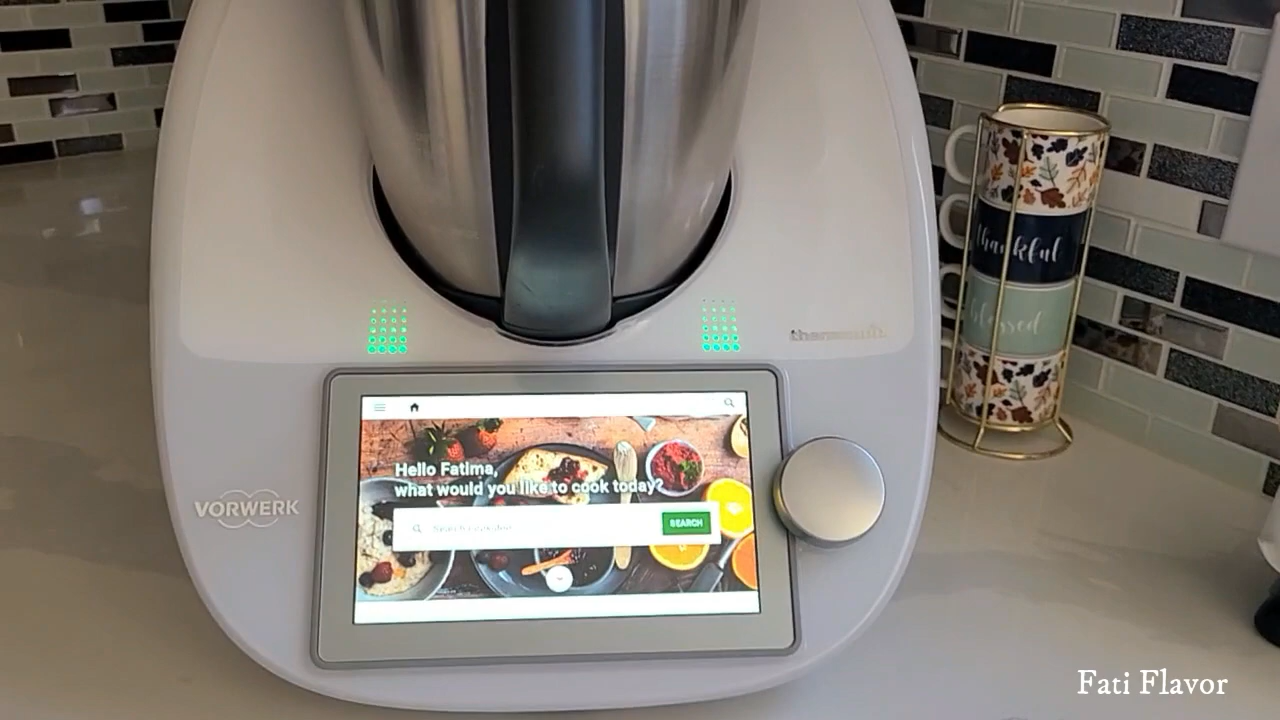 thankful
blessed
thermomix
Hello Fatima,
what would you like to cook today?
SEARCH
VORWERK
Fati Flavor